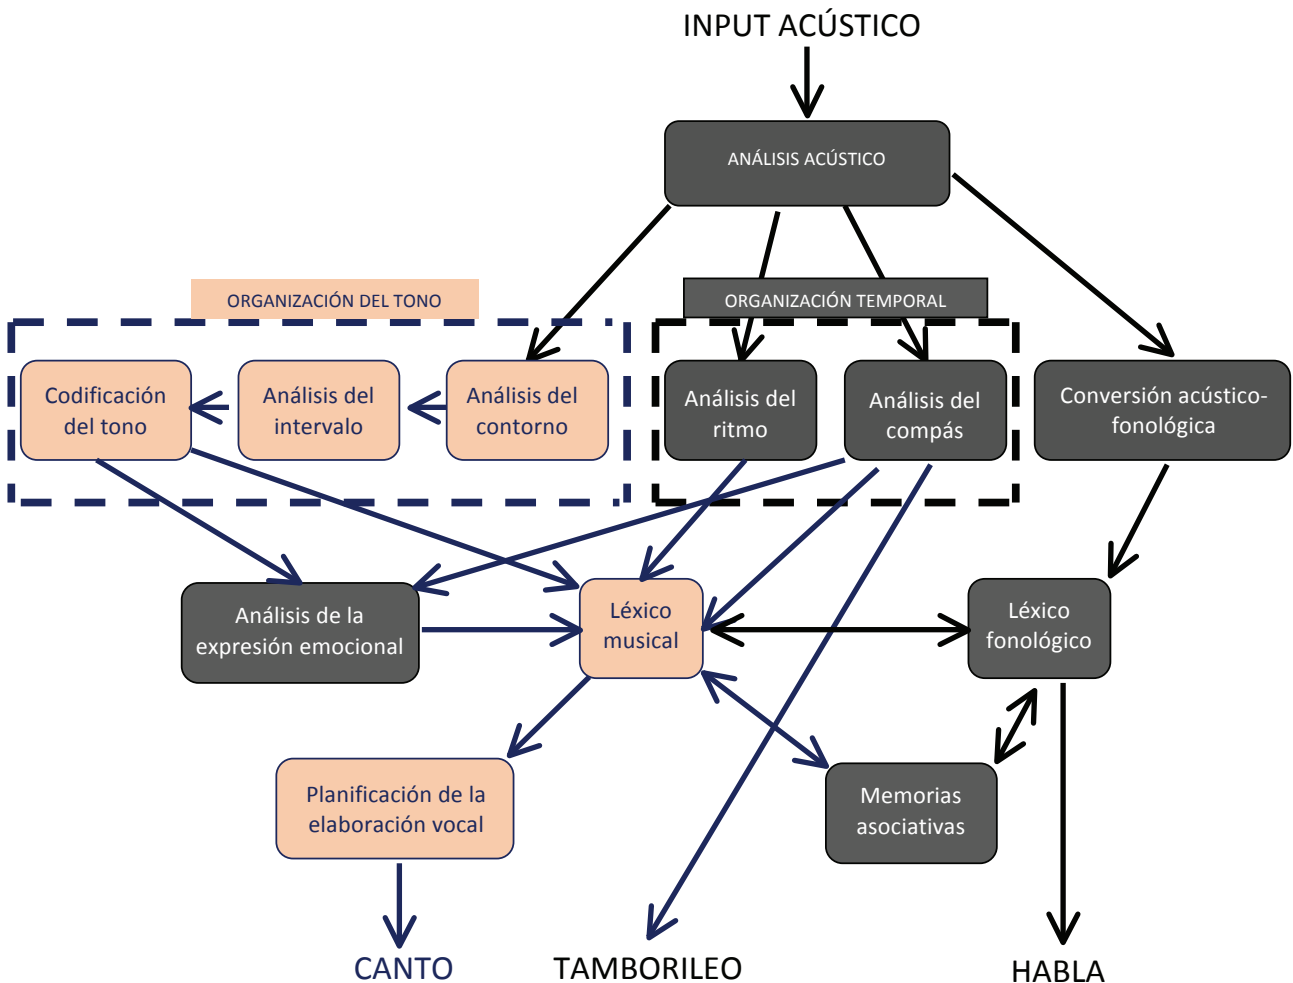 INPUT ACÚSTICO
ANÁLISIS ACÚSTICO
ORGANIZACIÓN DEL TONO
ORGANIZACIÓN TEMPORAL
Codificación
del tono
Análisis del
intervalo
Análisis del
contorno
Análisis del
ritmo
Análisis del
compás
Conversión acústico-
fonológica
Análisis de la
expresión emocional
Léxico
musical
Léxico
fonológico
Planificación de la
elaboración vocal
Memorias
asociativas
CANTO
TAMBORILEO
HABLA